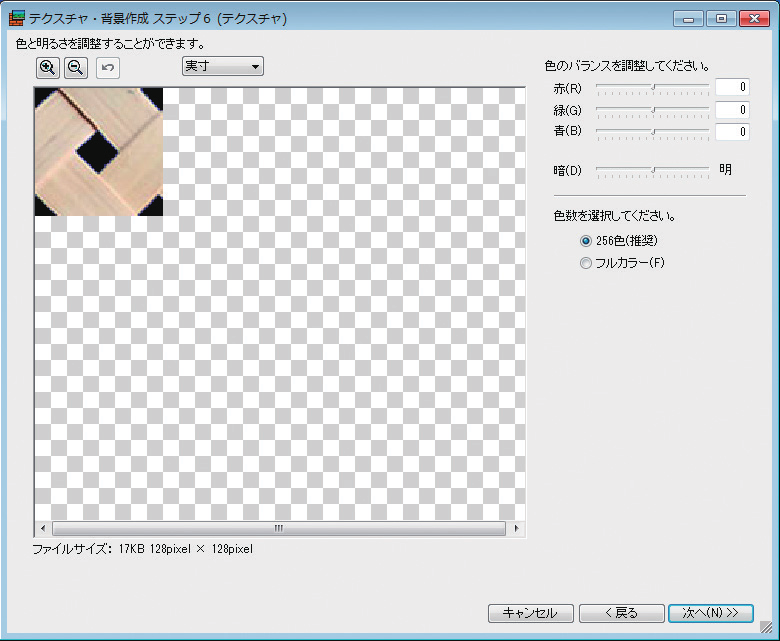 テクスチャ・背景作成 ステップ６ (テクスチャ)
色と明るさを調整することができます。
実寸
色のバランスを調整してください。
赤(R) 0
緑(G) 0
青(B) 0
暗(D) 明
色数を選択してください。
256色(推奨)
フルカラー(F)
ファイルサイズ: 17KB 128pixel × 128pixel
キャンセル
< 戻る
次へ(N) >>